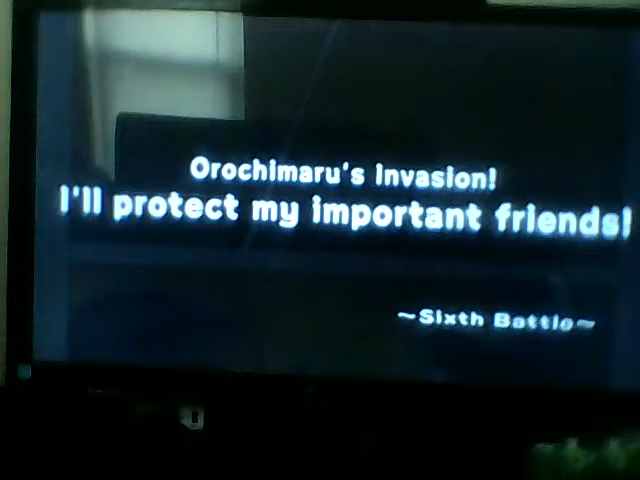 Orochimaru's Invasion!
I'll protect my important friends!
~Sixth Battle~